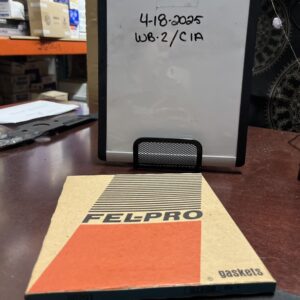 4-18-2025
WB-2/C1A
FEL-PRO
® gaskets